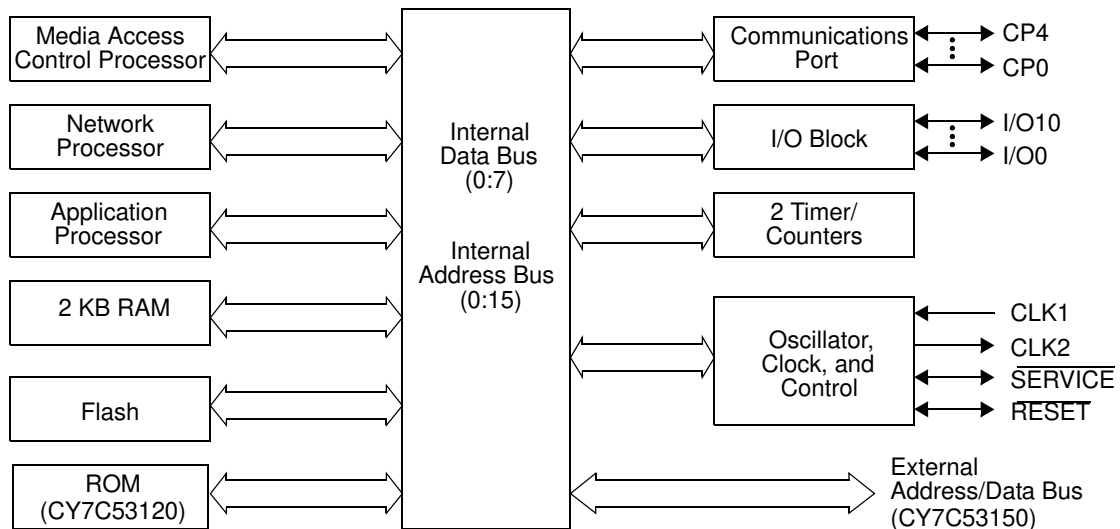 Media Access
Control Processor
Network
Processor
Application
Processor
2 KB RAM
Flash
ROM
(CY7C53120)
Internal
Data Bus
(0:7)
Internal
Address Bus
(0:15)
Communications
Port
CP4
CP0
I/O Block
I/O10
I/O0
2 Timer/
Counters
Oscillator,
Clock, and
Control
CLK1
CLK2
SERVICE
RESET
External
Address/Data Bus
(CY7C53150)